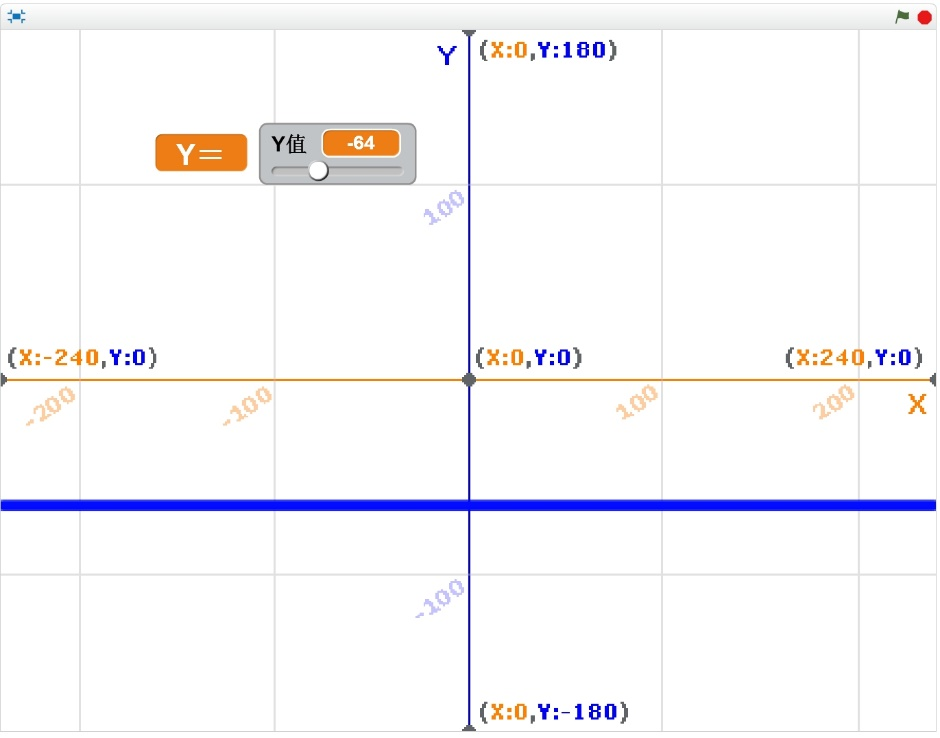 Y
(X:0,Y:180)
Y=
Y值
-64
100
(X:-240,Y:0)
(X:0,Y:0)
(X:240,Y:0)
-200
-100
100
200
X
-100
(X:0,Y:-180)